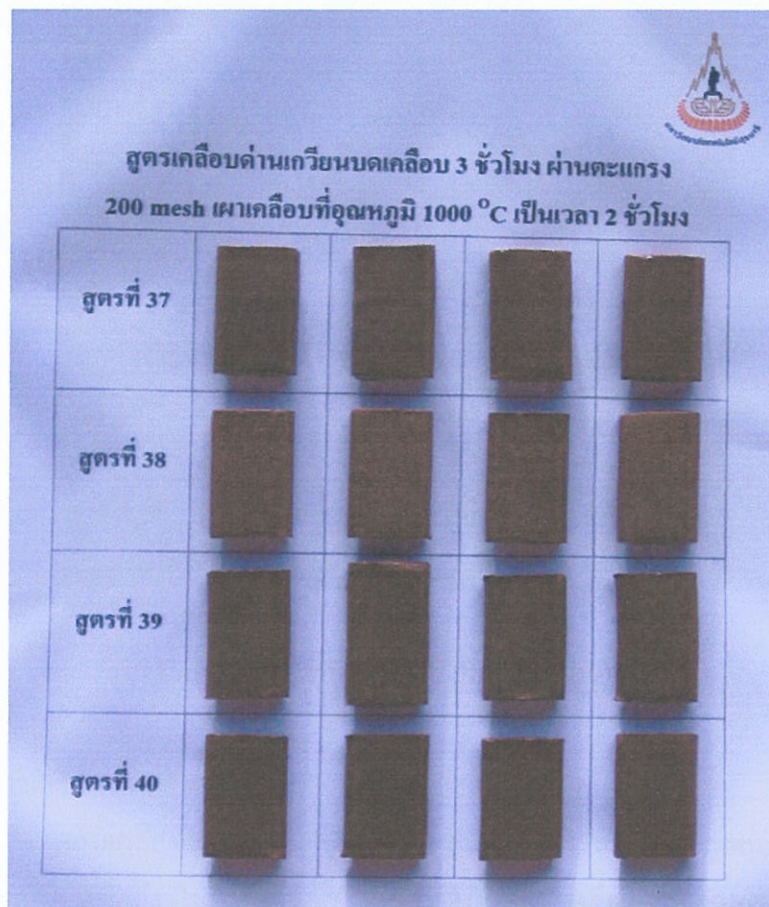 สูตรเคลือบด่านเกวียนบดเคลือบ 3 ชั่วโมง ผ่านตะแกรง
200 mesh เผาเคลือบที่อุณหภูมิ 1000 °C เป็นเวลา 2 ชั่วโมง
สูตรที่ 37
สูตรที่ 38
สูตรที่ 39
สูตรที่ 40